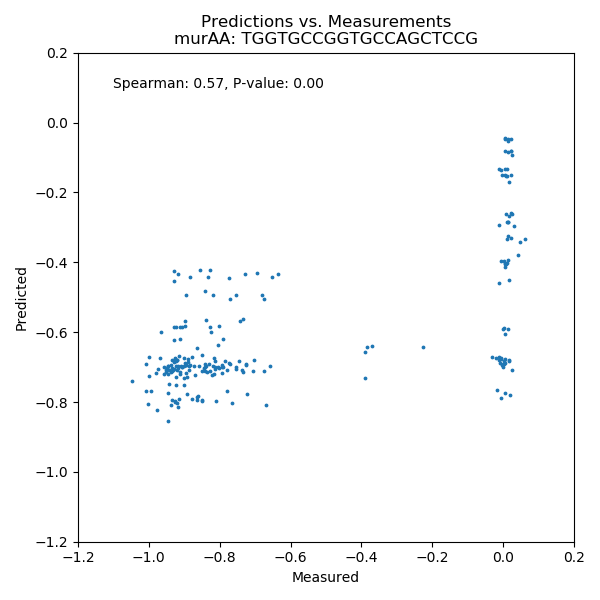 Predictions vs. Measurements
murAA: TGGTGCCGGTGCCAGCTCCG
Spearman: 0.57, P-value: 0.00
0.2
0.0
−0.2
−0.4
−0.6
−0.8
−1.0
−1.2
Predicted
−1.2 −1.0 −0.8 −0.6 −0.4 −0.2 0.0 0.2
Measured